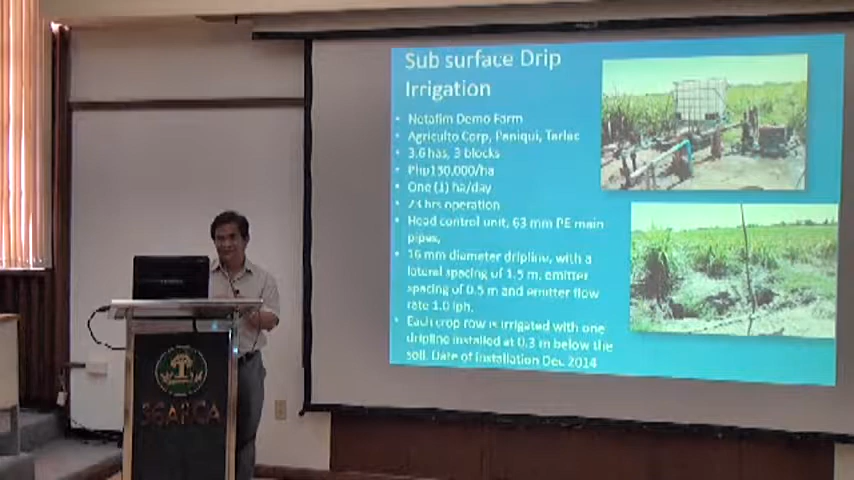 Sub surface Drip
Irrigation
• Netafim Demo Farm
• Agriculto Corp, Paniqui, Tarlac
• 3.6 has, 3 blocks
• Php130,000/ha
• One (1) ha/day
• 23 hrs operation
• Head control unit, 63 mm PE main
pipes,
• 16 mm diameter dripline, with a
lateral spacing of 1.5 m, emitter
spacing of 0.5 m and emitter flow
rate 1.0 lph.
• Each crop row is irrigated with one
dripline installed at 0.3 m below the
soil. Date of Installation Dec 2014
SEARCA